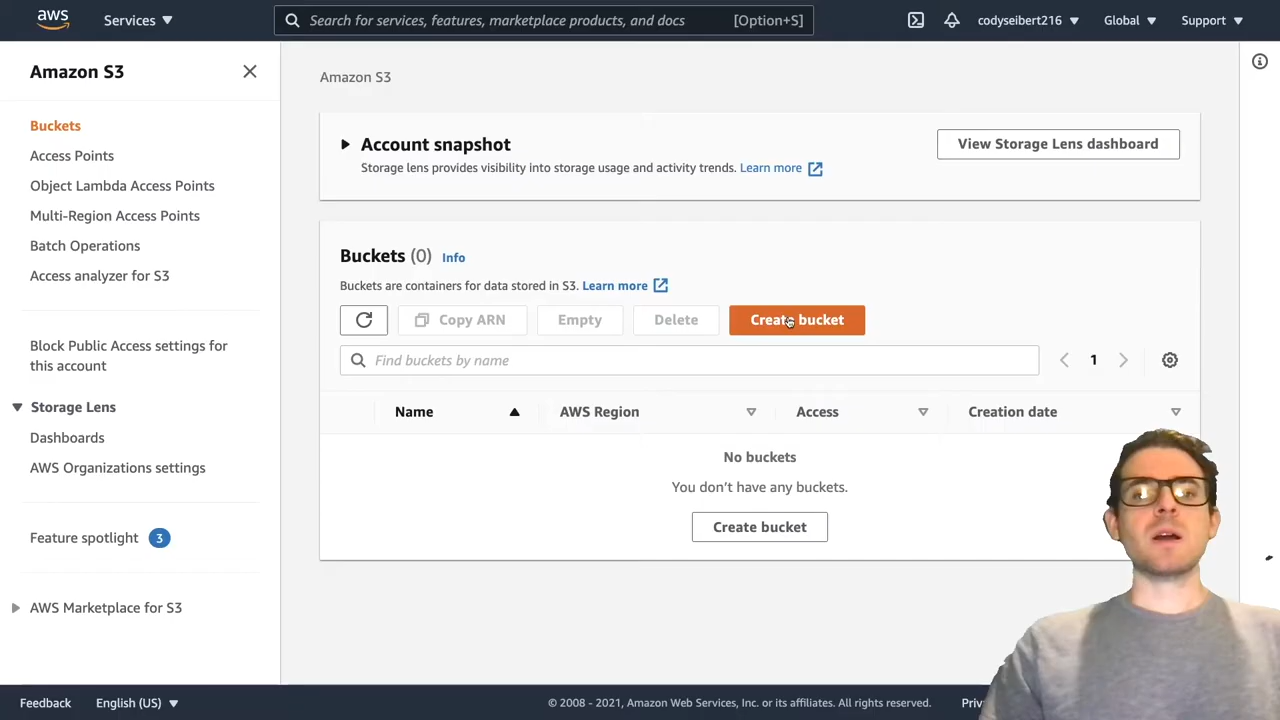 aws
Services
Search for services, features, marketplace products, and docs
[Option+S]
codyseibert216
Global
Support
Amazon S3
Buckets
Access Points
Object Lambda Access Points
Multi-Region Access Points
Batch Operations
Access analyzer for S3
Block Public Access settings for
this account
Storage Lens
Dashboards
AWS Organizations settings
Feature spotlight 3
AWS Marketplace for S3
Amazon S3
Account snapshot
Storage lens provides visibility into storage usage and activity trends. Learn more
View Storage Lens dashboard
Buckets (0) Info
Buckets are containers for data stored in S3. Learn more
Copy ARN
Empty
Delete
Create bucket
Find buckets by name
1
Name
AWS Region
Access
Creation date
No buckets
You don't have any buckets.
Create bucket
Feedback
English (US)
© 2008 - 2021, Amazon Web Services, Inc. or its affiliates. All rights reserved.